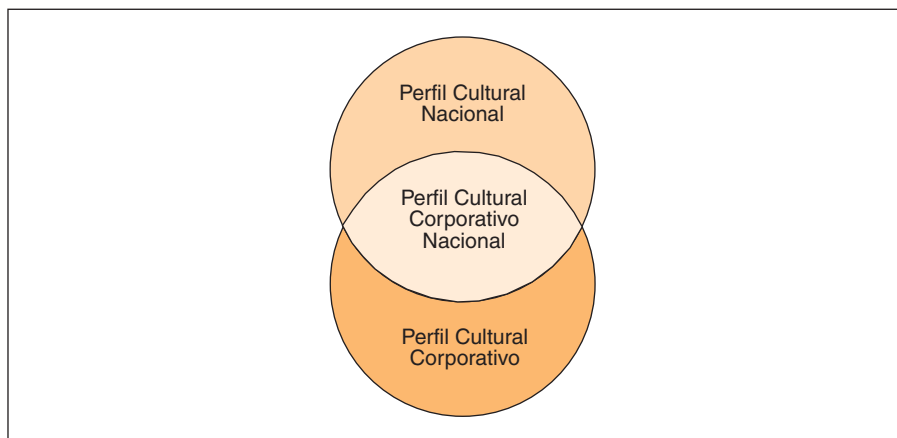 Perfil Cultural
Nacional
Perfil Cultural
Corporativo
Nacional
Perfil Cultural
Corporativo